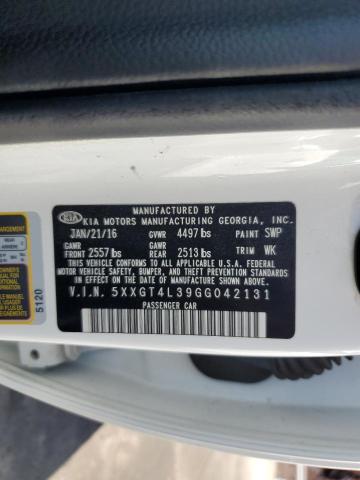 MANUFACTURED BY
KIA
KIA MOTORS MANUFACTURING GEORGIA, INC.
JAN/21/16 GVWR 4497 lbs PAINT SWP
GAWR GAWR
FRONT 2557 lbs REAR 2513 lbs TRIM WK
THIS VEHICLE CONFORMS TO ALL APPLICABLE
U.S.A. FEDERAL MOTOR VEHICLE
SAFETY, BUMPER, AND THEFT PREVENTION STANDARDS
IN EFFECT ON THE DATE OF MANUFACTURE SHOWN ABOVE.
V.I.N. 5XXGT4L39GG042131
PASSENGER CAR
5120